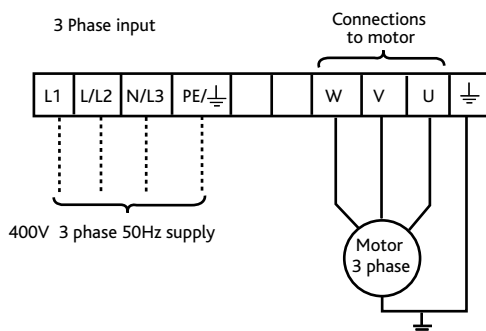 3 Phase input
Connections
to motor
L1 L/L2 N/L3 PE/⏚ W V U ⏚
400V 3 phase 50Hz supply
Motor
3 phase